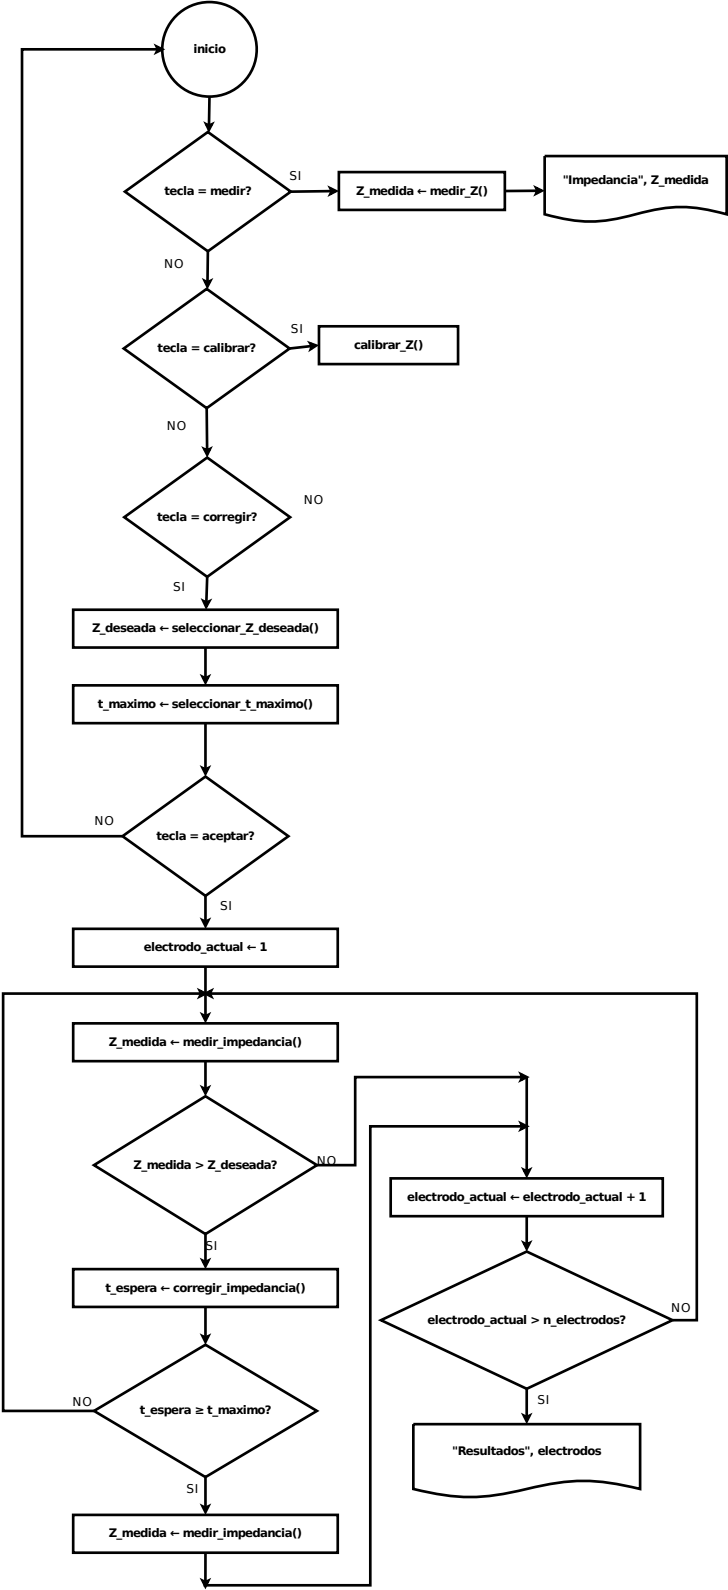 inicio
tecla = medir?
SI
Z_medida ← medir_Z()
"Impedancia", Z_medida
NO
tecla = calibrar?
SI
calibrar_Z()
NO
tecla = corregir?
NO
SI
Z_deseada ← seleccionar_Z_deseada()
t_maximo ← seleccionar_t_maximo()
tecla = aceptar?
NO
SI
electrodo_actual ← 1
Z_medida ← medir_impedancia()
Z_medida > Z_deseada?
NO
SI
t_espera ← corregir_impedancia()
t_espera ≥ t_maximo?
NO
SI
Z_medida ← medir_impedancia()
electrodo_actual ← electrodo_actual + 1
electrodo_actual > n_electrodos?
NO
SI
"Resultados", electrodos